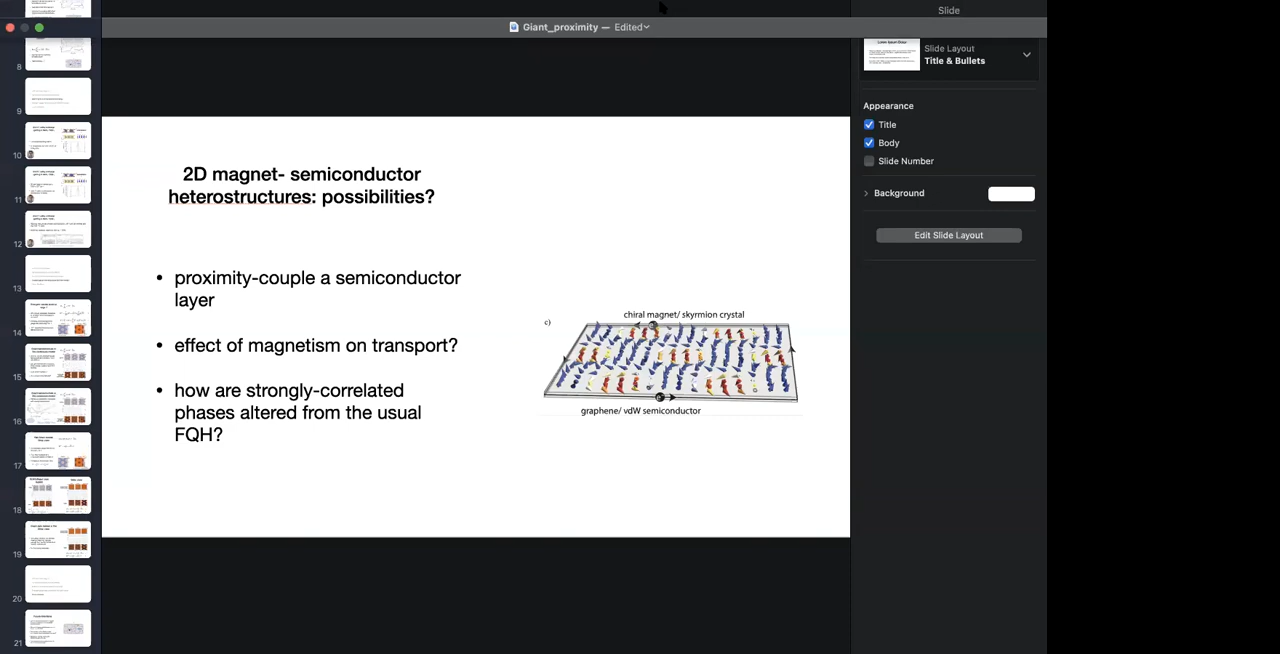 Slide
Giant_proximity — Edited
Slide Layout
Title & Bullets
Appearance
Title
Body
Slide Number
Background
Edit Slide Layout
8
9
10
11
12
13
14
15
16
17
18
19
20
21
2D magnet- semiconductor
heterostructures: possibilities?
• proximity-couple a semiconductor
layer
• effect of magnetism on transport?
• how are strongly-correlated
phases altered from the usual
FQH?
c)
chiral magnet/ skyrmion crystal
graphene/ vdW semiconductor